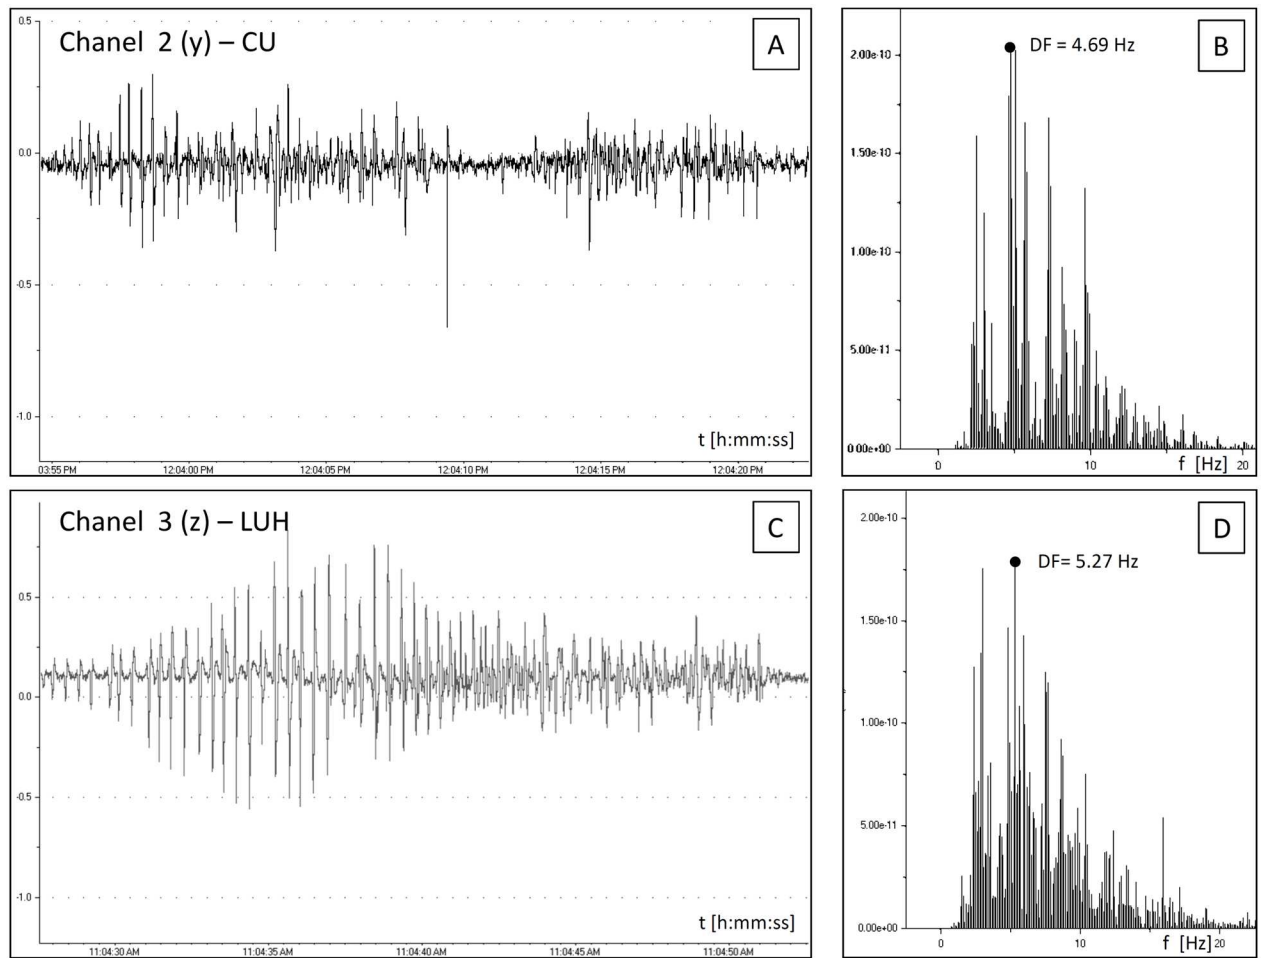 Chanel 2 (y) – CU
A
0.5
0.0
-0.5
-1.0
t [h:mm:ss]
03:55 PM 12:04:00 PM 12:04:05 PM 12:04:10 PM 12:04:15 PM 12:04:20 PM
B
DF = 4.69 Hz
2.00e-10
1.50e-10
1.00e-10
5.00e-11
0.00e+00
0 10 20
f [Hz]
Chanel 3 (z) – LUH
C
0.5
0.0
-0.5
-1.0
t [h:mm:ss]
11:04:30 AM 11:04:35 AM 11:04:40 AM 11:04:45 AM 11:04:50 AM
D
DF= 5.27 Hz
2.00e-10
1.50e-10
1.00e-10
5.00e-11
0.00e+00
0 10 20
f [Hz]